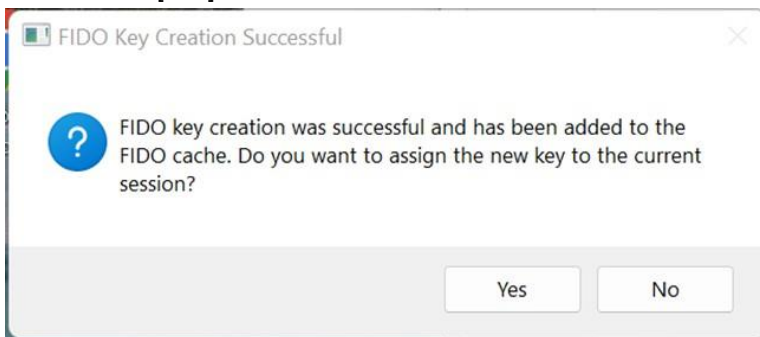 FIDO Key Creation Successful
FIDO key creation was successful and has been added to the
FIDO cache. Do you want to assign the new key to the current
session?
Yes
No